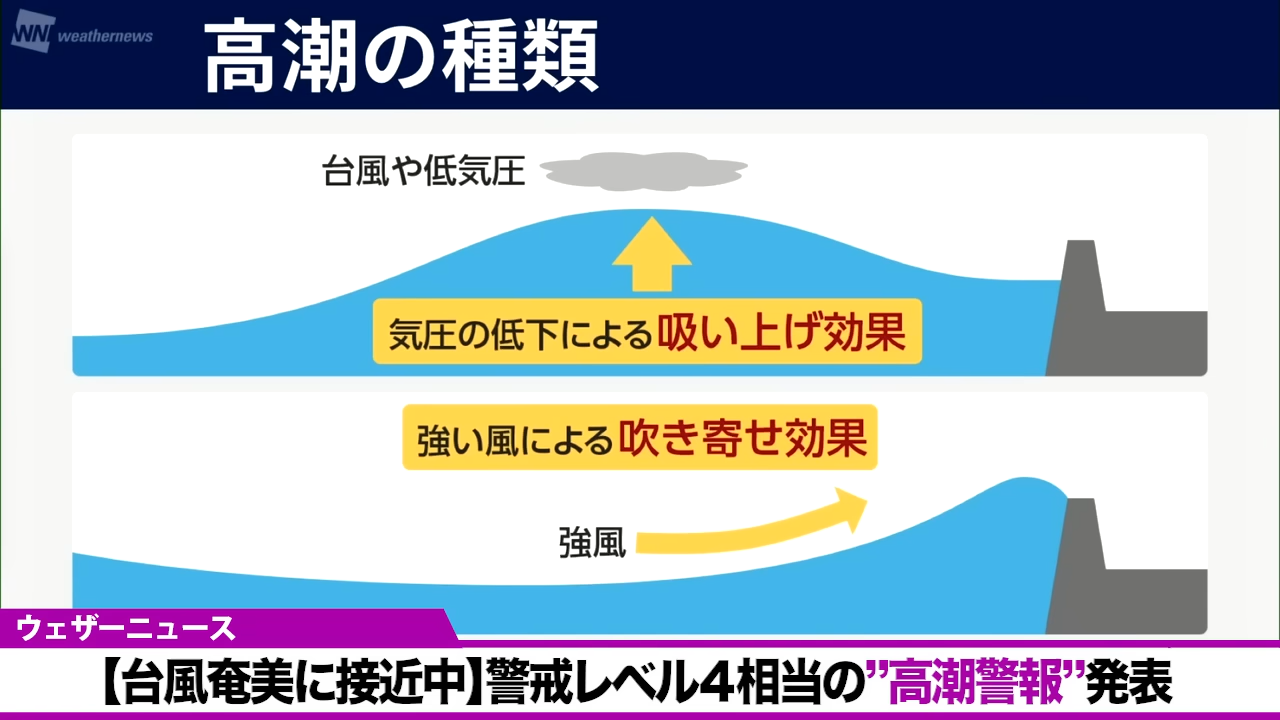 WN weathernews
高潮の種類
台風や低気圧
気圧の低下による吸い上げ効果
強い風による吹き寄せ効果
強風
ウェザーニュース
【台風奄美に接近中】警戒レベル4相当の”高潮警報”発表